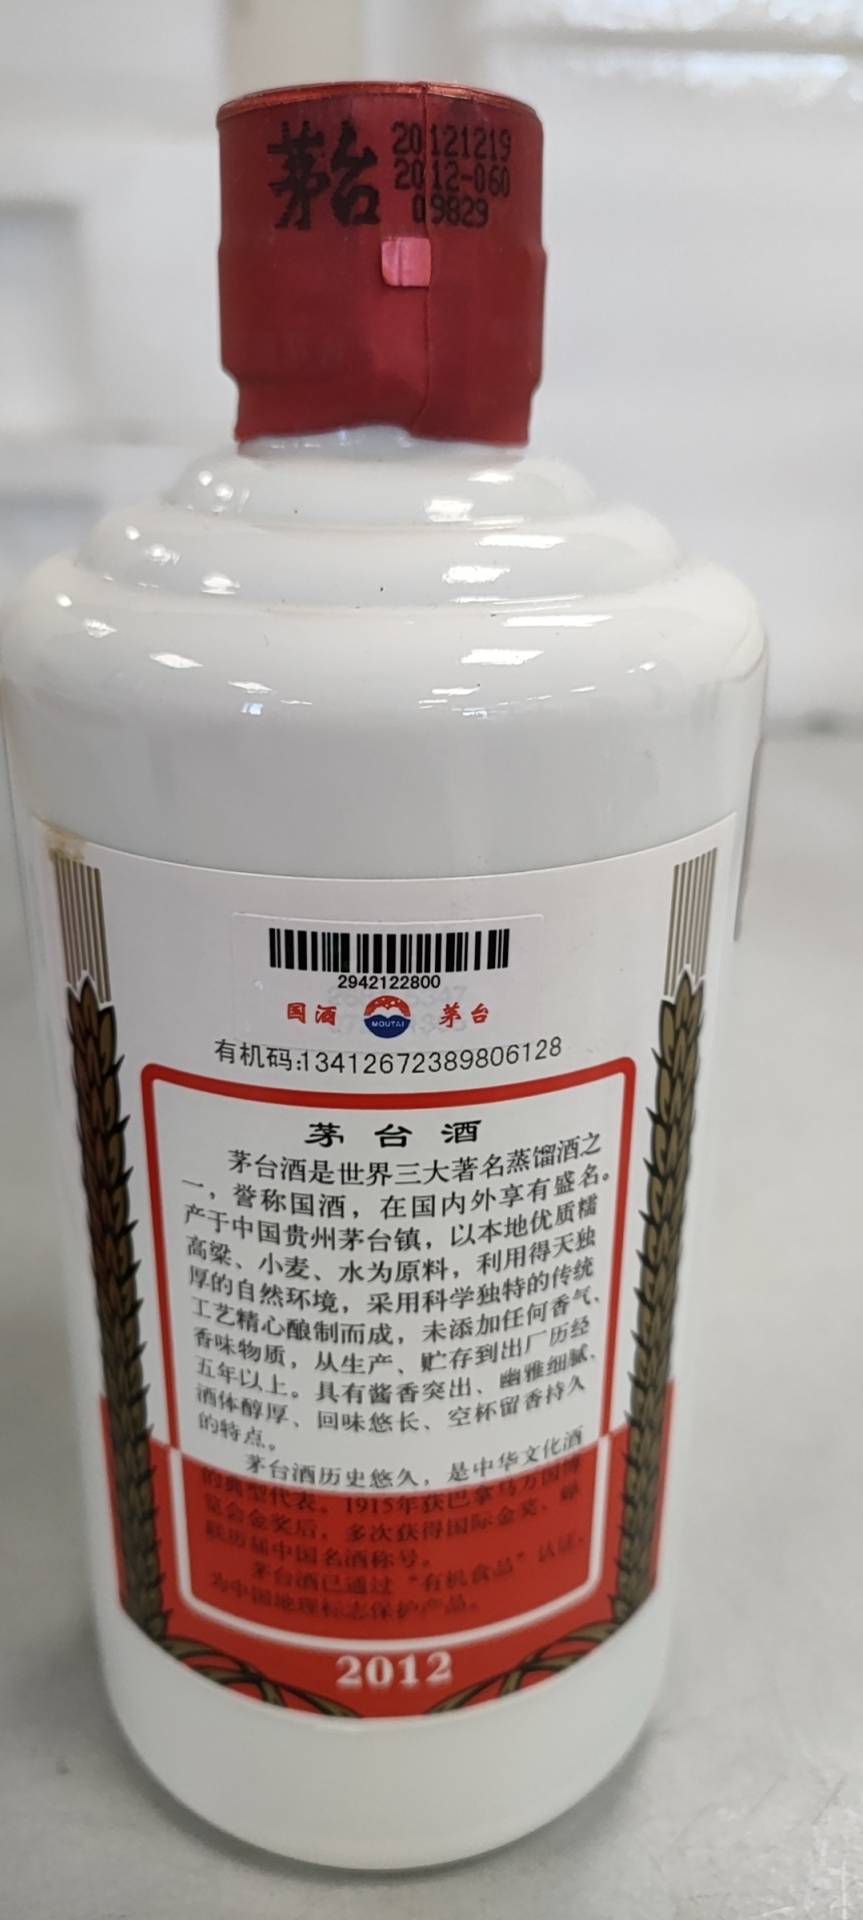 茅台
20121219
2012-060
09829
2942122800
国酒 MOUTAI 茅台
有机码:13412672389806128
茅台酒
茅台酒是世界三大著名蒸馏酒之
一，誉称国酒，在国内外享有盛名。
产于中国贵州茅台镇，以本地优质糯
高粱、小麦、水为原料，利用得天独
厚的自然环境，采用科学独特的传统
工艺精心酿制而成，未添加任何香气、
香味物质，从生产、贮存到出厂历经
五年以上。具有酱香突出、幽雅细腻、
酒体醇厚、回味悠长、空杯留香持久
的特点。
茅台酒历史悠久，是中华文化酒
的典型代表。1915年获巴拿马万国博
览会金奖后，多次获得国际金奖、蝉
联历届中国名酒称号。
茅台酒已通过“有机食品”认证，
为中国地理标志保护产品。
2012